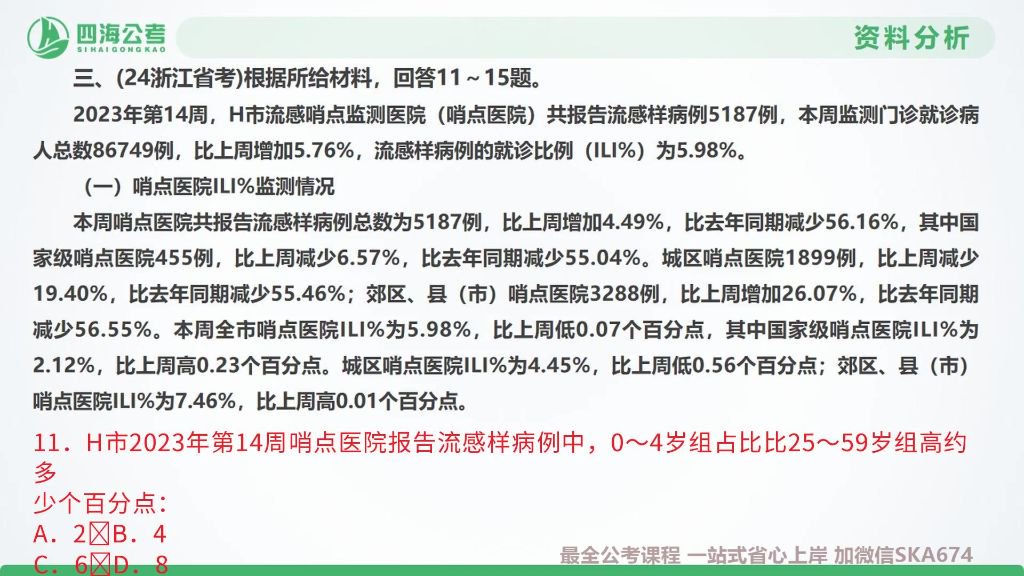 四海公考
SIHAIGONGKAO
资料分析
三、(24浙江省考)根据所给材料，回答11～15题。
2023年第14周，H市流感哨点监测医院（哨点医院）共报告流感样病例5187例，本周监测门诊就诊病
人总数86749例，比上周增加5.76%，流感样病例的就诊比例（ILI%）为5.98%。
（一）哨点医院ILI%监测情况
本周哨点医院共报告流感样病例总数为5187例，比上周增加4.49%，比去年同期减少56.16%，其中国
家级哨点医院455例，比上周减少6.57%，比去年同期减少55.04%。城区哨点医院1899例，比上周减少
19.40%，比去年同期减少55.46%；郊区、县（市）哨点医院3288例，比上周增加26.07%，比去年同期
减少56.55%。本周全市哨点医院ILI%为5.98%，比上周低0.07个百分点，其中国家级哨点医院ILI%为
2.12%，比上周高0.23个百分点。城区哨点医院ILI%为4.45%，比上周低0.56个百分点；郊区、县（市）
哨点医院ILI%为7.46%，比上周高0.01个百分点。
11．H市2023年第14周哨点医院报告流感样病例中，0～4岁组占比比25～59岁组高约
多
少个百分点：
A．2 B．4
C．6 D．8
最全公考课程 一站式省心上岸 加微信SKA674